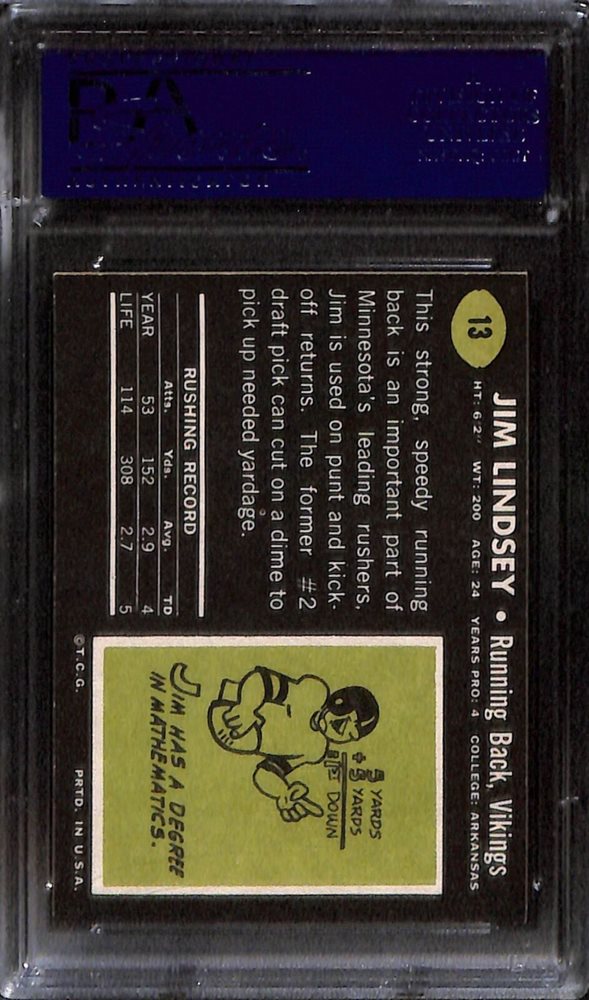 PSA
13
JIM LINDSEY • Running Back, Vikings
HT: 6'2" WT: 200 AGE: 24 YEARS PRO: 4 COLLEGE: ARKANSAS
This strong, speedy running
back is an important part of
Minnesota's leading rushers.
Jim is used on punt and kick-
off returns. The former #2
draft pick can cut on a dime to
pick up needed yardage.
RUSHING RECORD
Atts. Yds. Avg. TD
YEAR 53 152 2.9 4
LIFE 114 308 2.7 5
5 YARDS
+ 5 YARDS
1ST DOWN
JIM HAS A DEGREE
IN MATHEMATICS.
©T.C.G. PRTD. IN U.S.A.